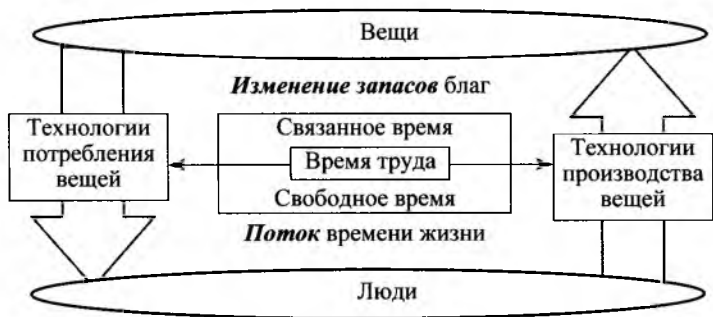 Вещи
Изменение запасов благ
Технологии
потребления
вещей
Связанное время
Время труда
Свободное время
Технологии
производства
вещей
Поток времени жизни
Люди